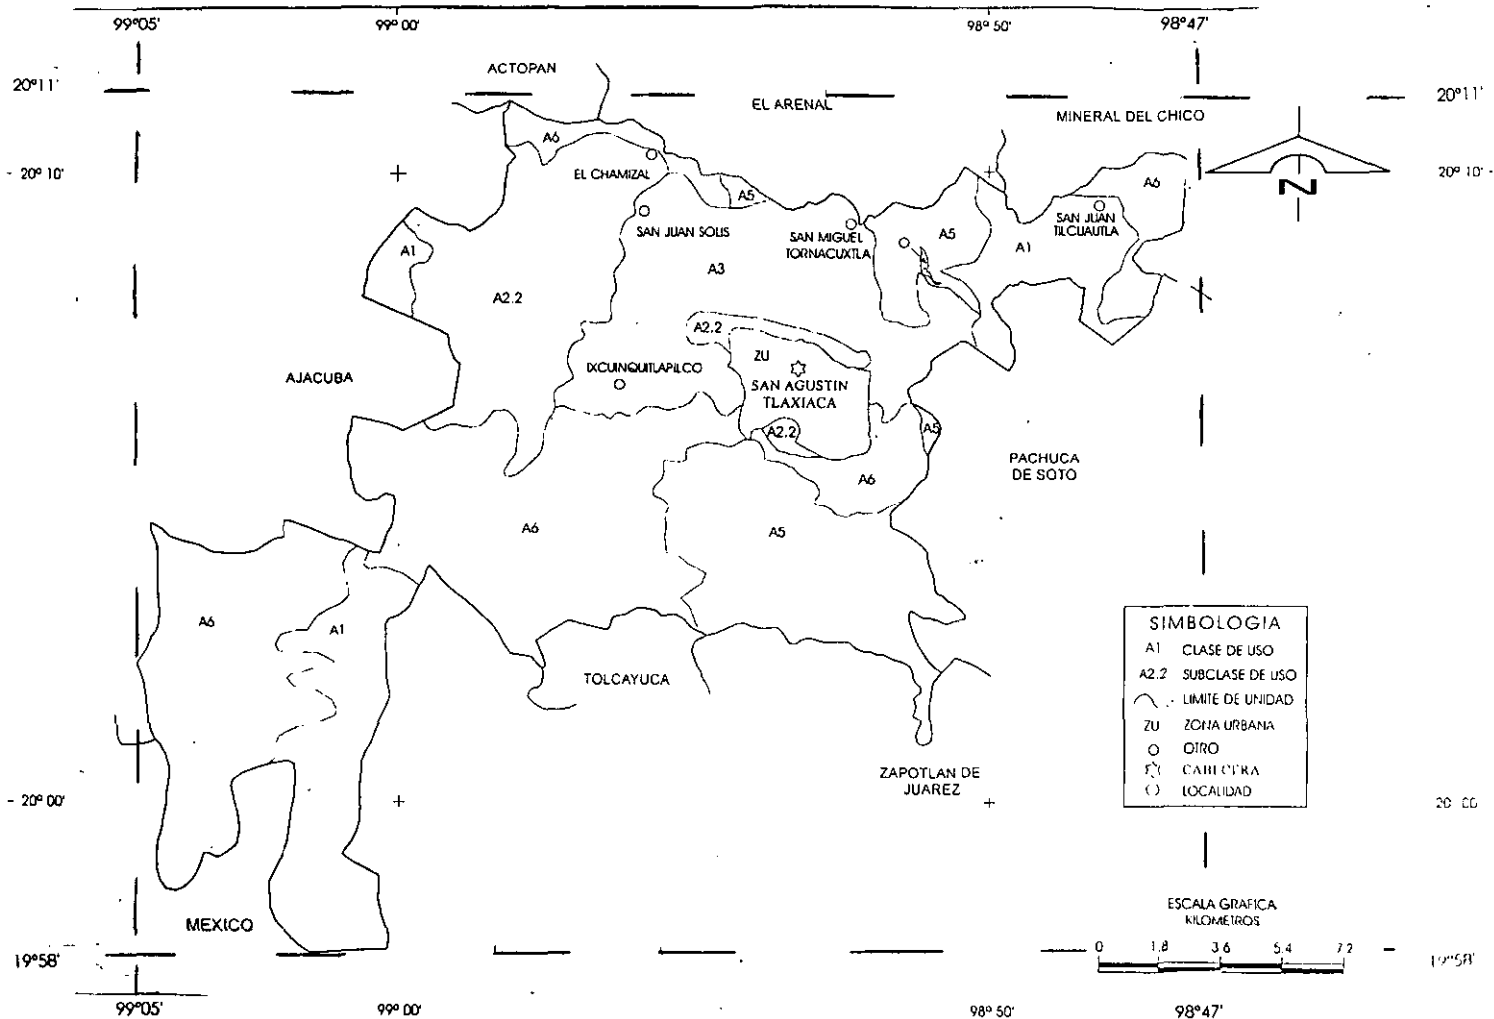 99°05'
99° 00'
98° 50'
98°47'
20°11'
ACTOPAN
EL ARENAL
MINERAL DEL CHICO
20°11'
20° 10'
A6
EL CHAMIZAL
A5
A6
20° 10'
N
SAN JUAN SOLIS
SAN MIGUEL
TORNACUXTLA
A5
SAN JUAN
TILCUAUTLA
A1
A1
A3
A2.2
A2.2
ZU
IXCUINQUITLAPILCO
AJACUBA
SAN AGUSTIN
TLAXIACA
A2.2
A5
PACHUCA
DE SOTO
A6
A6
A5
A6
A1
TOLCAYUCA
SIMBOLOGIA
A1 CLASE DE USO
A2.2 SUBCLASE DE USO
LIMITE DE UNIDAD
ZU ZONA URBANA
OTRO
CABECERA
LOCALIDAD
ZAPOTLAN DE
JUAREZ
20° 00'
20 00
MEXICO
ESCALA GRAFICA
KILOMETROS
0 1.8 3.6 5.4 7.2
19°58'
19°58'
99°05'
99° 00'
98° 50'
98°47'